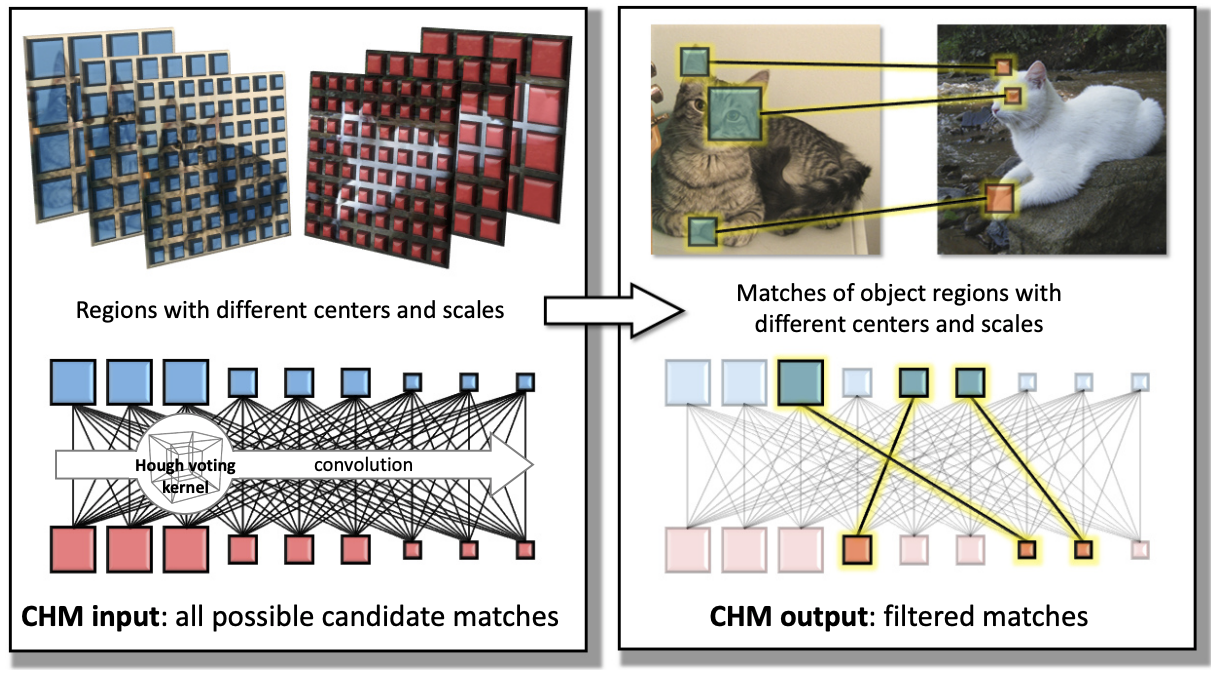 Regions with different centers and scales
Hough voting
kernel
convolution
CHM input: all possible candidate matches
Matches of object regions with
different centers and scales
CHM output: filtered matches